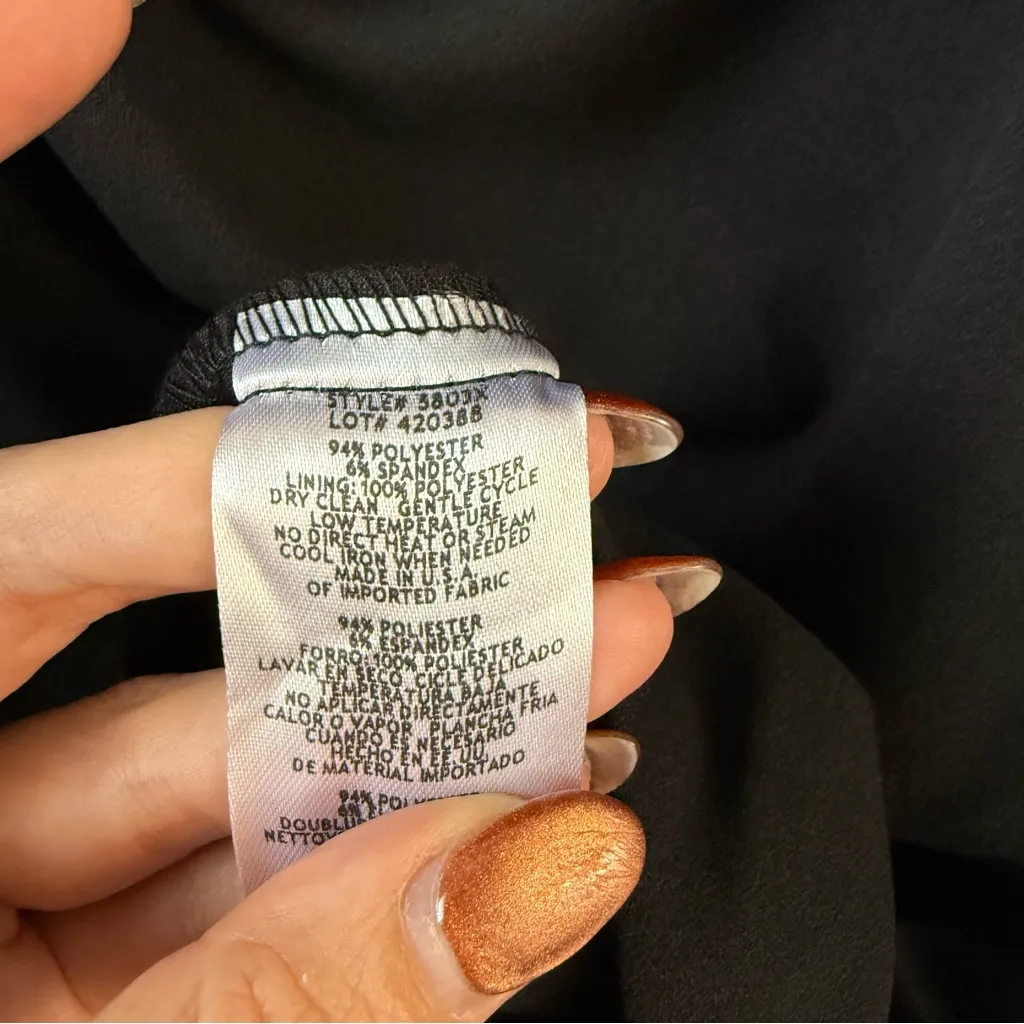 STYLE#
LOT# 420388
94% POLYESTER
6% SPANDEX
LINING: 100% POLYESTER
DRY CLEAN GENTLE CYCLE
LOW TEMPERATURE
NO DIRECT HEAT OR STEAM
COOL IRON WHEN NEEDED
MADE IN U.S.A
OF IMPORTED FABRIC
94% POLIESTER
6% ESPANDEX
FORRO: 100% POLIESTER
LAVAR EN SECO CICLE DELICADO
TEMPERATURA BAJA
NO APLICAR DIRECTAMENTE
CALOR O VAPOR PLANCHA FRIA
CUANDO ES NECESARIO
HECHO EN EE.UU.
DE MATERIAL IMPORTADO
94%